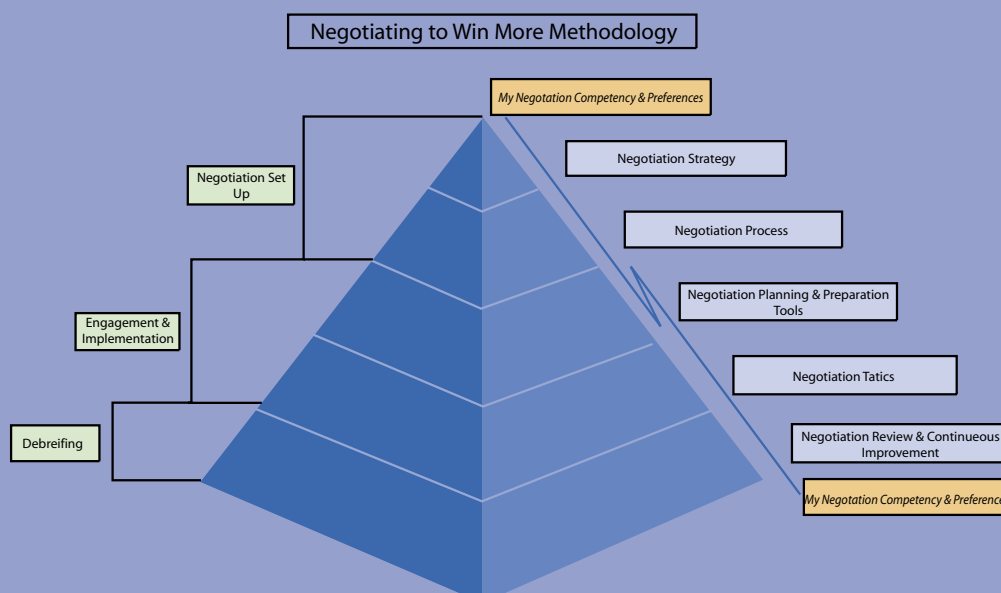 Negotiating to Win More Methodology
My Negotation Competency & Preferences
Negotiation Strategy
Negotiation Set
Up
Negotiation Process
Negotiation Planning & Preparation
Tools
Engagement &
Implementation
Negotiation Tatics
Debreifing
Negotiation Review & Continueous
Improvement
My Negotation Competency & Preference